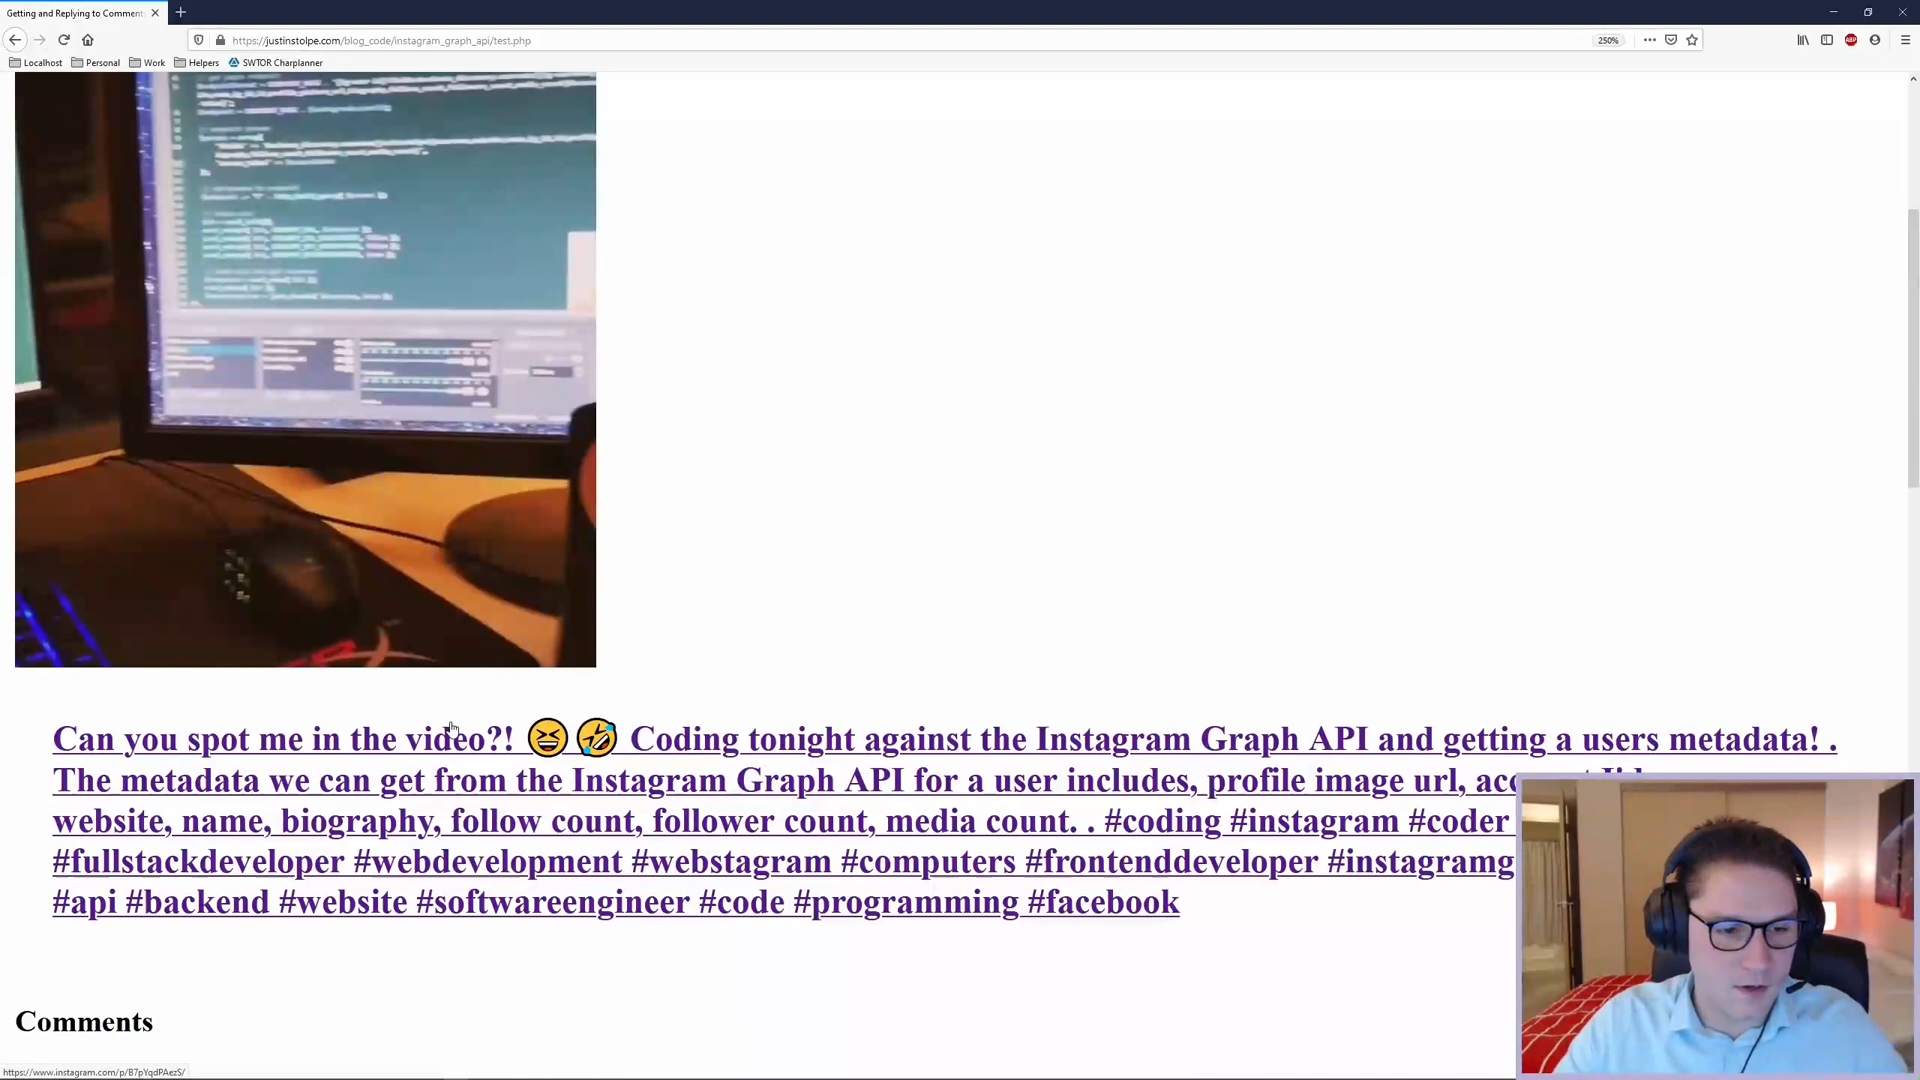 Getting and Replying to Comment
https://justinstolpe.com/blog_code/instagram_graph_api/test.php
250%
Localhost Personal Work Helpers SWTOR Charplanner
Can you spot me in the video?! 😆🤣 Coding tonight against the Instagram Graph API and getting a users metadata! .
The metadata we can get from the Instagram Graph API for a user includes, profile image url,
website, name, biography, follow count, follower count, media count. . #coding #instagram #coder
#fullstackdeveloper #webdevelopment #webstagram #computers #frontenddeveloper #instagramg
#api #backend #website #softwareengineer #code #programming #facebook
Comments
https://www.instagram.com/p/B7pYqdPAezS/